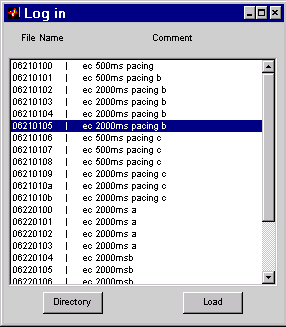 Log in
File Name Comment
06210100 | ec 500ms pacing
06210101 | ec 500ms pacing b
06210102 | ec 2000ms pacing b
06210103 | ec 2000ms pacing b
06210104 | ec 2000ms pacing b
06210105 | ec 2000ms pacing b
06210106 | ec 500ms pacing c
06210107 | ec 500ms pacing c
06210108 | ec 500ms pacing c
06210109 | ec 2000ms pacing c
0621010a | ec 2000ms pacing c
0621010b | ec 2000ms pacing c
06220100 | ec 2000ms a
06220101 | ec 2000ms a
06220102 | ec 2000ms a
06220103 | ec 2000ms a
06220104 | ec 2000msb
06220105 | ec 2000msb
06220106 | ec 2000msb
Directory Load